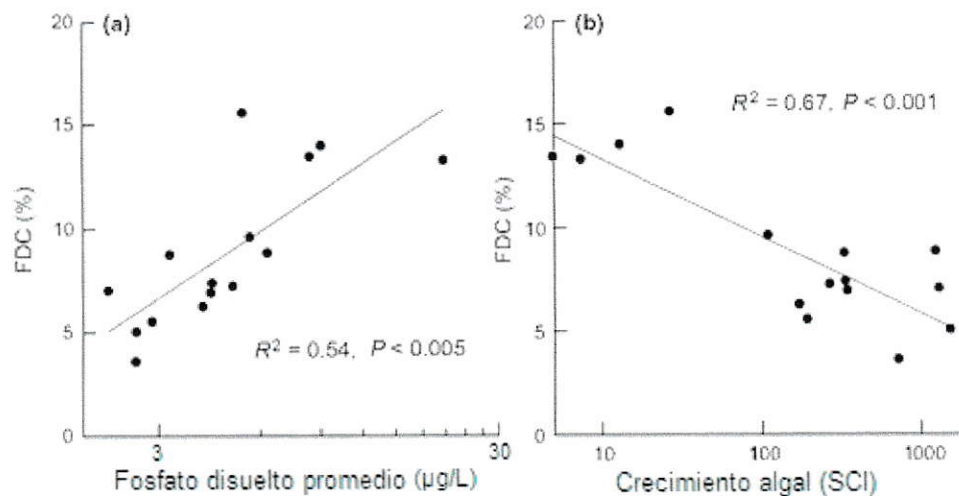 20
(a)
15
10
5
0
FDC (%)
R² = 0.54, P < 0.005
3
30
Fosfato disuelto promedio (µg/L)
20
(b)
15
10
5
0
FDC (%)
R² = 0.67, P < 0.001
10
100
1000
Crecimiento algal (SCI)